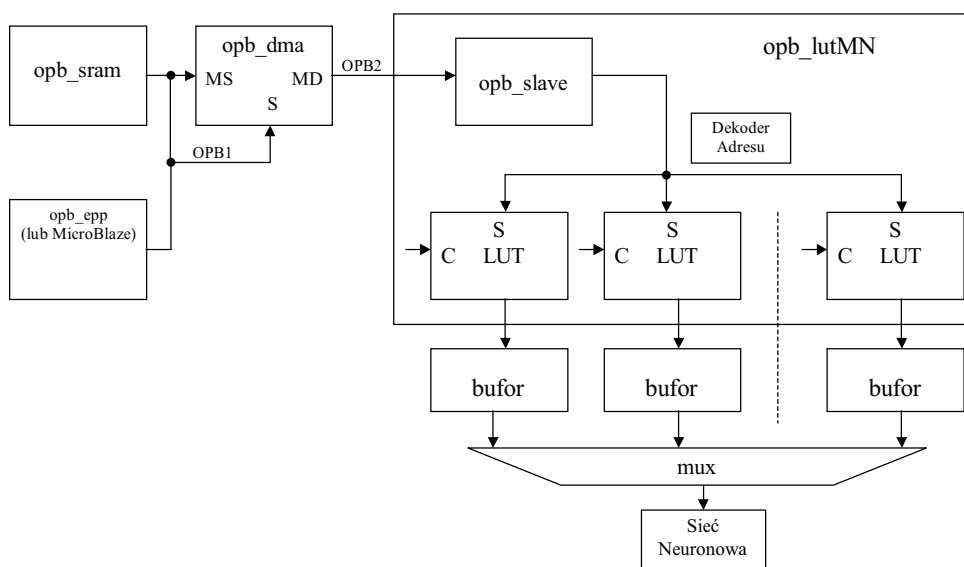 opb_sram
opb_dma
MS
MD
S
OPB1
OPB2
opb_epp
(lub MicroBlaze)
opb_lutMN
opb_slave
Dekoder
Adresu
S
C LUT
S
C LUT
S
C LUT
bufor
bufor
bufor
mux
Sieć
Neuronowa